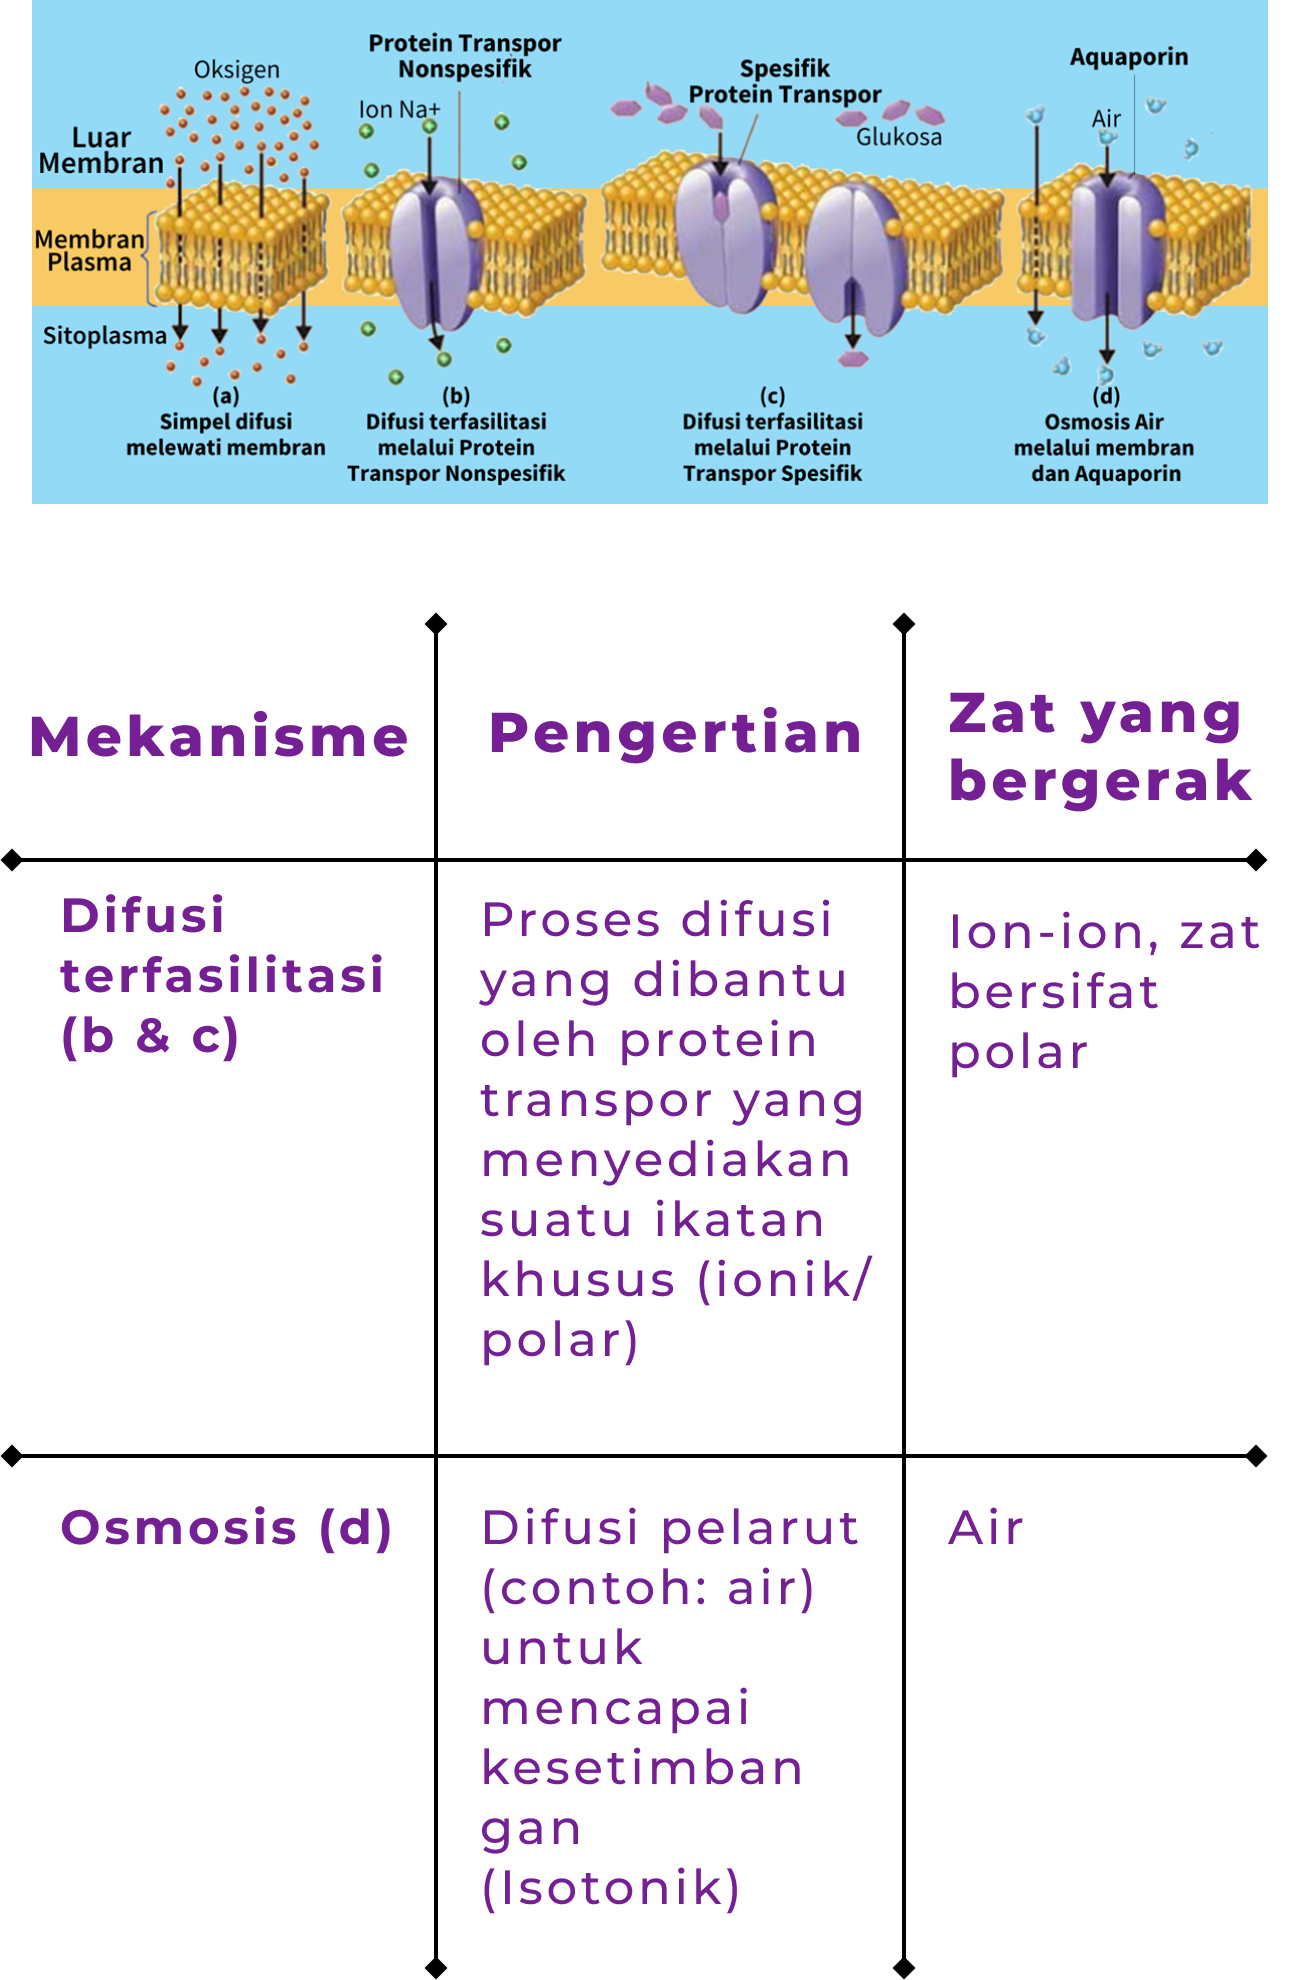 Oksigen
Luar
Membran
Membran
Plasma
Sitoplasma
(a)
Simpel difusi
melewati membran
Protein Transpor
Nonspesifik
Ion Na+
(b)
Difusi terfasilitasi
melalui Protein
Transpor Nonspesifik
Spesifik
Protein Transpor
Glukosa
(c)
Difusi terfasilitasi
melalui Protein
Transpor Spesifik
Aquaporin
Air
(d)
Osmosis Air
melalui membran
dan Aquaporin
Mekanisme
Pengertian
Zat yang
bergerak
Difusi
terfasilitasi
(b & c)
Proses difusi
yang dibantu
oleh protein
transpor yang
menyediakan
suatu ikatan
khusus (ionik/
polar)
Ion-ion, zat
bersifat
polar
Osmosis (d)
Difusi pelarut
(contoh: air)
untuk
mencapai
kesetimban
gan
(Isotonik)
Air